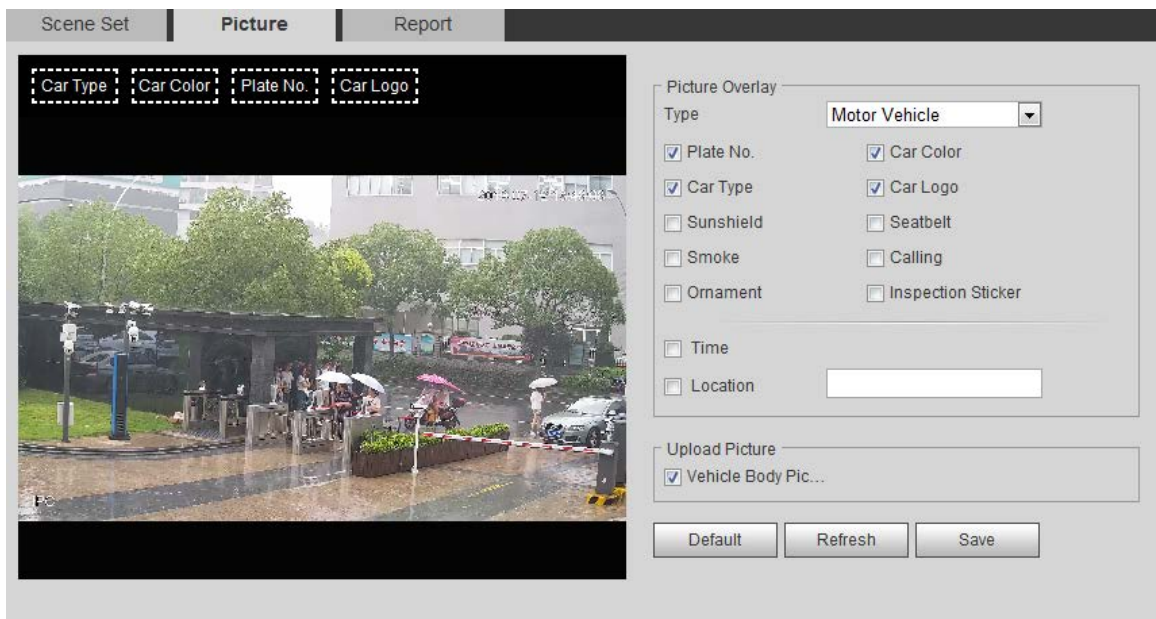 Scene Set Picture Report
Car Type Car Color Plate No. Car Logo
Picture Overlay
Type Motor Vehicle
Plate No. Car Color
Car Type Car Logo
Sunshield Seatbelt
Smoke Calling
Ornament Inspection Sticker
Time
Location
Upload Picture
Vehicle Body Pic...
Default Refresh Save
PC